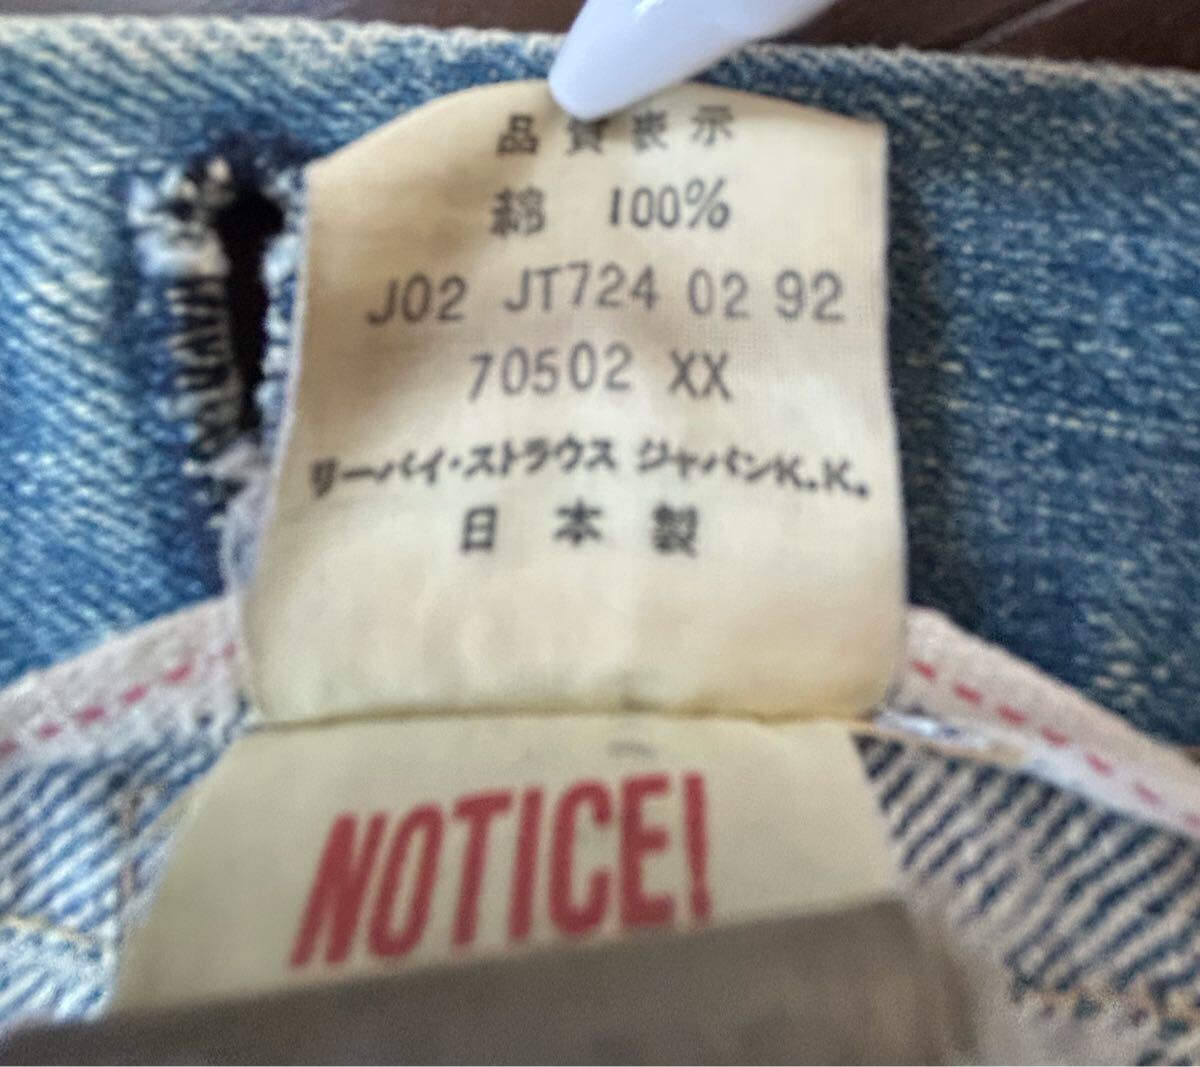 品質表示
綿 100%
J02 JT724 02 92
70502 XX
リーバイ・ストラウス ジャパンK.K.
日本製
NOTICE!